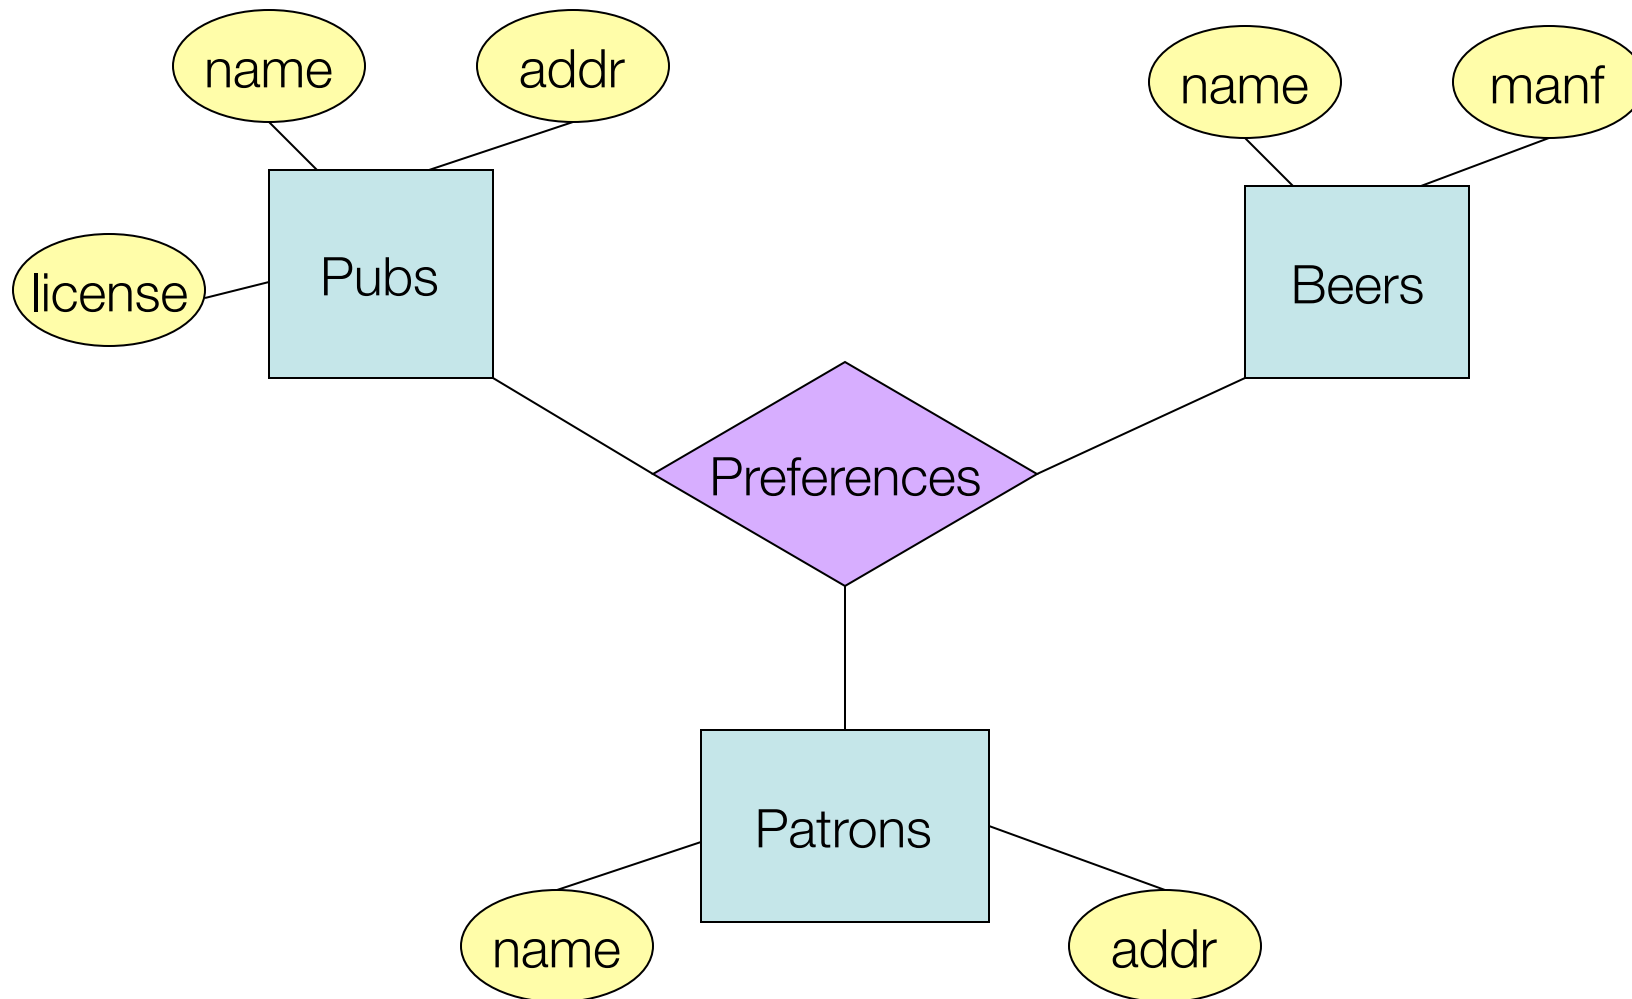 name
addr
name
manf
license
Pubs
Beers
Preferences
Patrons
name
addr